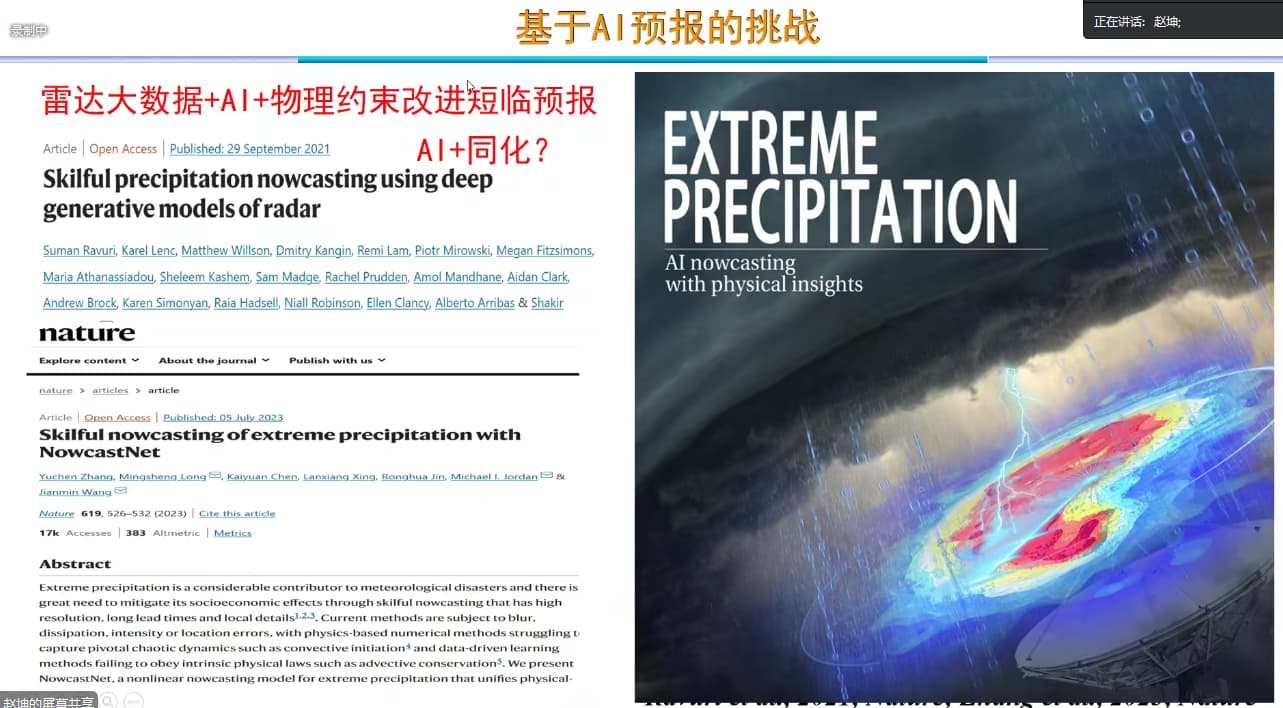 录制中
基于AI预报的挑战
正在讲话: 赵坤;
雷达大数据+AI+物理约束改进短临预报
AI+同化?
Article | Open Access | Published: 29 September 2021
Skilful precipitation nowcasting using deep
generative models of radar
Suman Ravuri, Karel Lenc, Matthew Willson, Dmitry Kangin, Remi Lam, Piotr Mirowski, Megan Fitzsimons,
Maria Athanassiadou, Sheleem Kashem, Sam Madge, Rachel Prudden, Amol Mandhane, Aidan Clark,
Andrew Brock, Karen Simonyan, Raia Hadsell, Niall Robinson, Ellen Clancy, Alberto Arribas & Shakir
nature
Explore content About the journal Publish with us
nature > articles > article
Article | Open Access | Published: 05 July 2023
Skilful nowcasting of extreme precipitation with
NowcastNet
Yuchen Zhang, Mingsheng Long, Kaiyuan Chen, Lanxiang Xing, Ronghua Jin, Michael I. Jordan &
Jianmin Wang
Nature 619, 526–532 (2023) | Cite this article
17k Accesses | 383 Altmetric | Metrics
Abstract
Extreme precipitation is a considerable contributor to meteorological disasters and there is
great need to mitigate its socioeconomic effects through skilful nowcasting that has high
resolution, long lead times and local details1,2,3. Current methods are subject to blur,
dissipation, intensity or location errors, with physics-based numerical methods struggling t
capture pivotal chaotic dynamics such as convective initiation4 and data-driven learning
methods failing to obey intrinsic physical laws such as advective conservation5. We present
NowcastNet, a nonlinear nowcasting model for extreme precipitation that unifies physical-
EXTREME
PRECIPITATION
AI nowcasting
with physical insights
Ravuri et al., 2021, Nature; Zhang et al., 2023, Nature
赵坤的屏幕共享